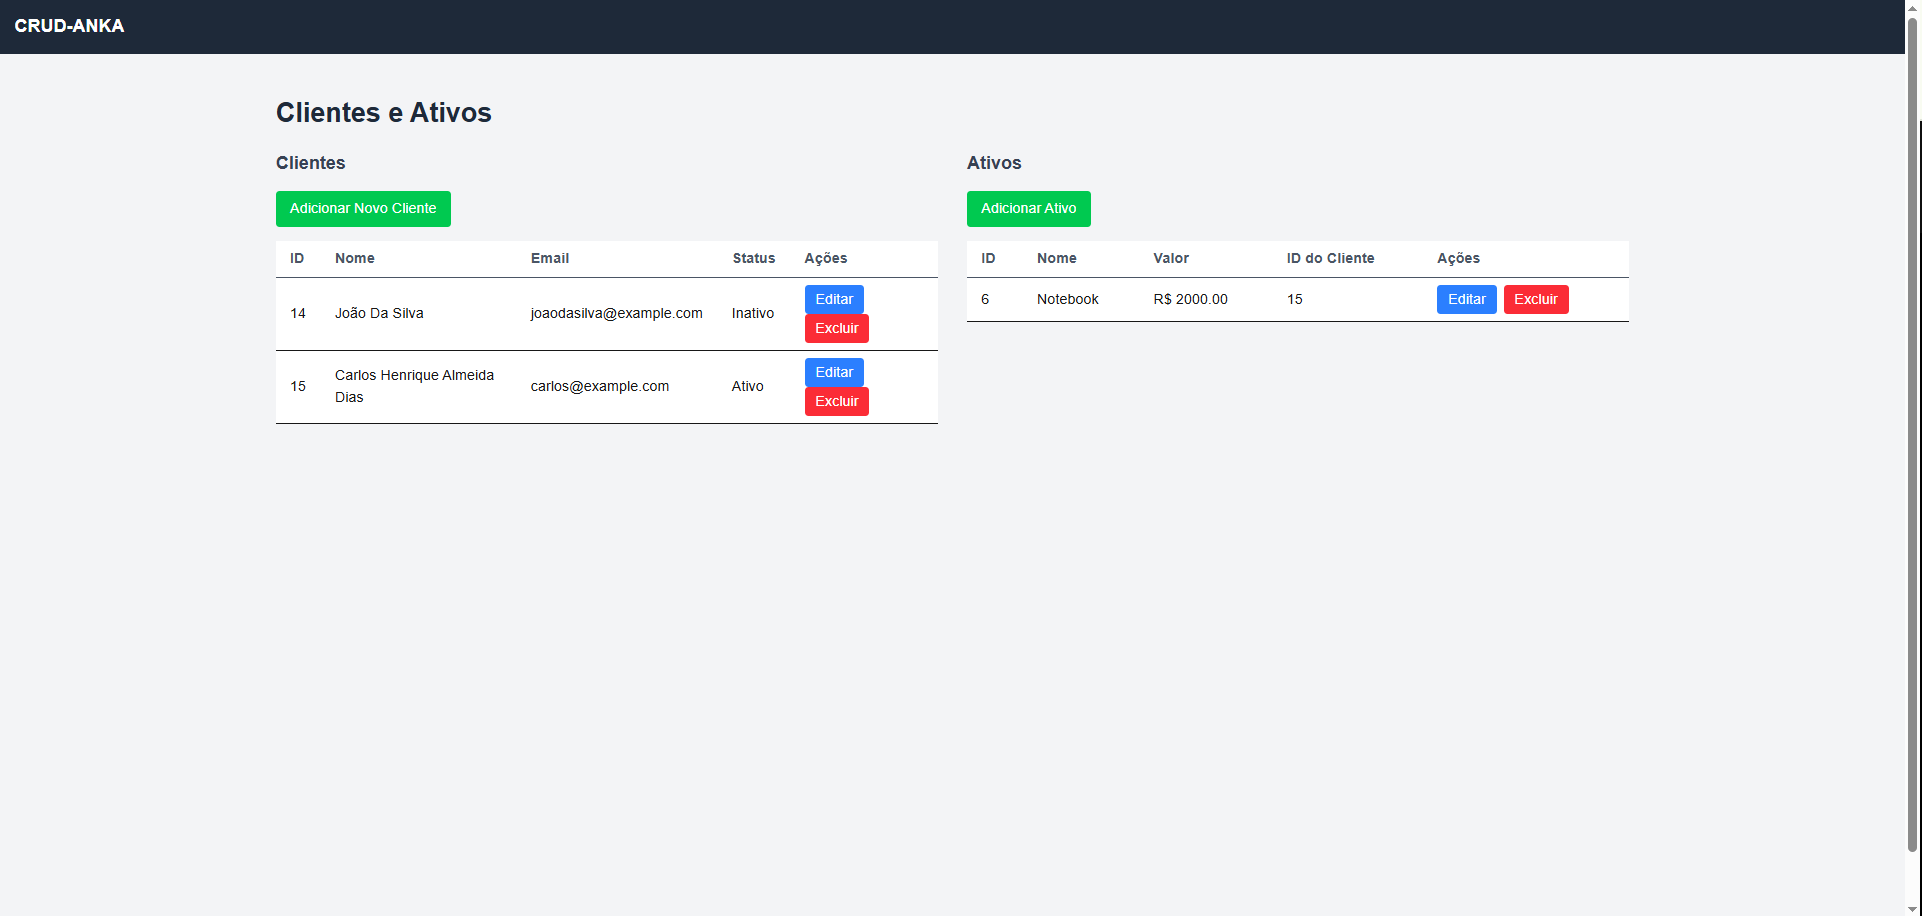 CRUD-ANKA
Clientes e Ativos
Clientes
Adicionar Novo Cliente
ID Nome Email Status Ações
14 João Da Silva joaodasilva@example.com Inativo Editar
Excluir
15 Carlos Henrique Almeida
Dias carlos@example.com Ativo Editar
Excluir
Ativos
Adicionar Ativo
ID Nome Valor ID do Cliente Ações
6 Notebook R$ 2000.00 15 Editar Excluir